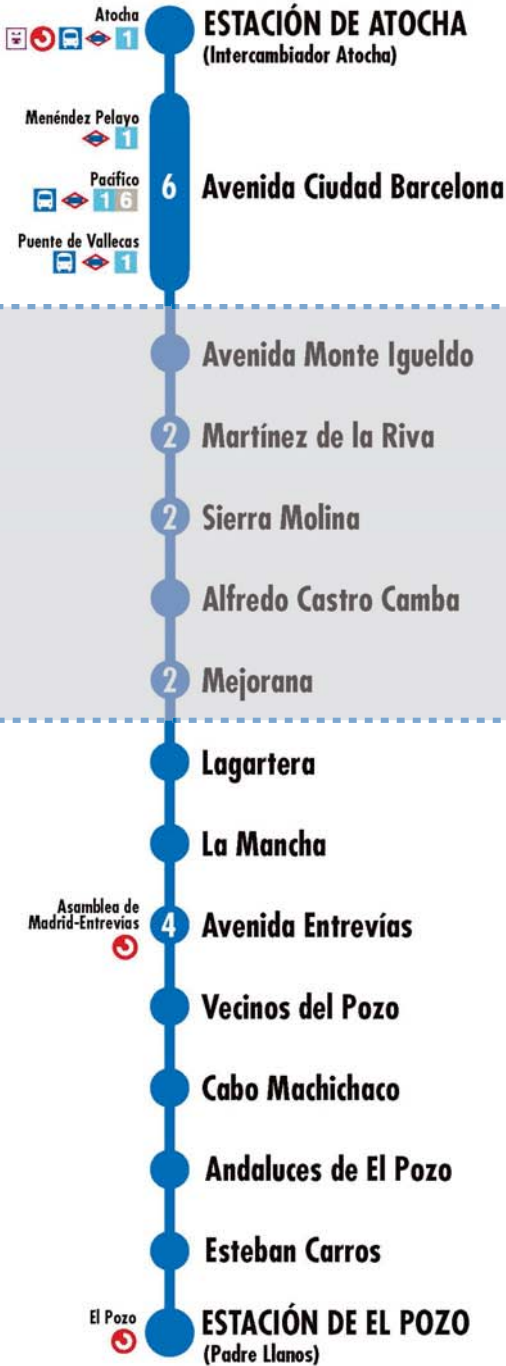 Atocha
1
ESTACIÓN DE ATOCHA
(Intercambiador Atocha)
Menéndez Pelayo
1
Pacífico
1 6
Puente de Vallecas
1
6
Avenida Ciudad Barcelona
Avenida Monte Igueldo
2
Martínez de la Riva
2
Sierra Molina
Alfredo Castro Camba
2
Mejorana
Lagartera
La Mancha
Asamblea de
Madrid-Entrevías
4
Avenida Entrevías
Vecinos del Pozo
Cabo Machichaco
Andaluces de El Pozo
Esteban Carros
El Pozo
ESTACIÓN DE EL POZO
(Padre Llanos)